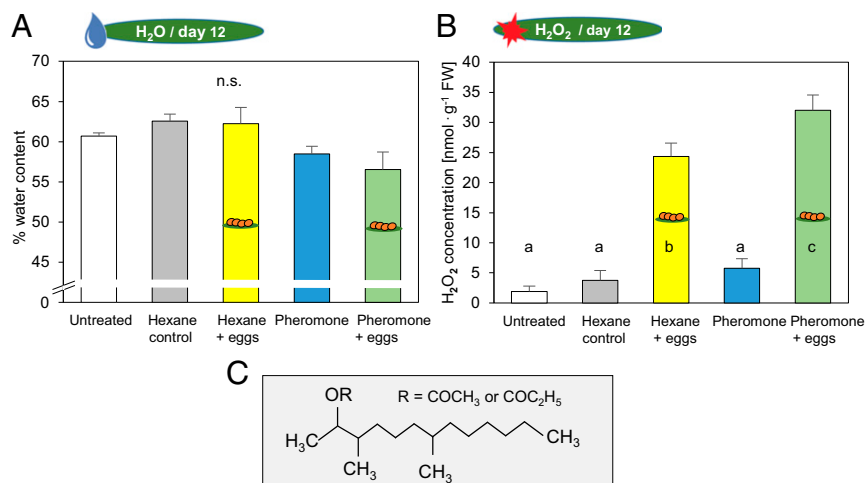 A
H₂O / day 12
70
65
60
55
50
45
0
% water content
n.s.
Untreated
Hexane
control
Hexane
+ eggs
Pheromone
Pheromone
+ eggs
B
H₂O₂ / day 12
40
35
30
25
20
15
10
5
0
H₂O₂ concentration [nmol · g⁻¹ FW]
a
a
b
a
c
Untreated
Hexane
control
Hexane
+ eggs
Pheromone
Pheromone
+ eggs
C
OR
R = COCH₃ or COC₂H₅
H₃C
CH₃
CH₃
CH₃